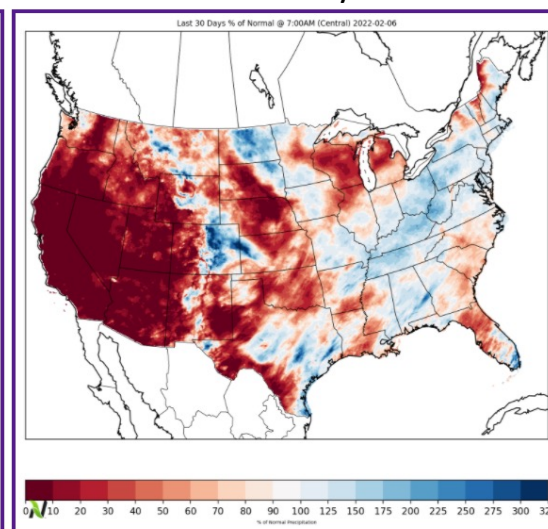 Last 30 Days % of Normal @ 7:00AM (Central) 2022-02-06
0 10 20 30 40 50 60 70 80 90 100 125 150 175 200 225 250 275 300
% of Normal Precipitation